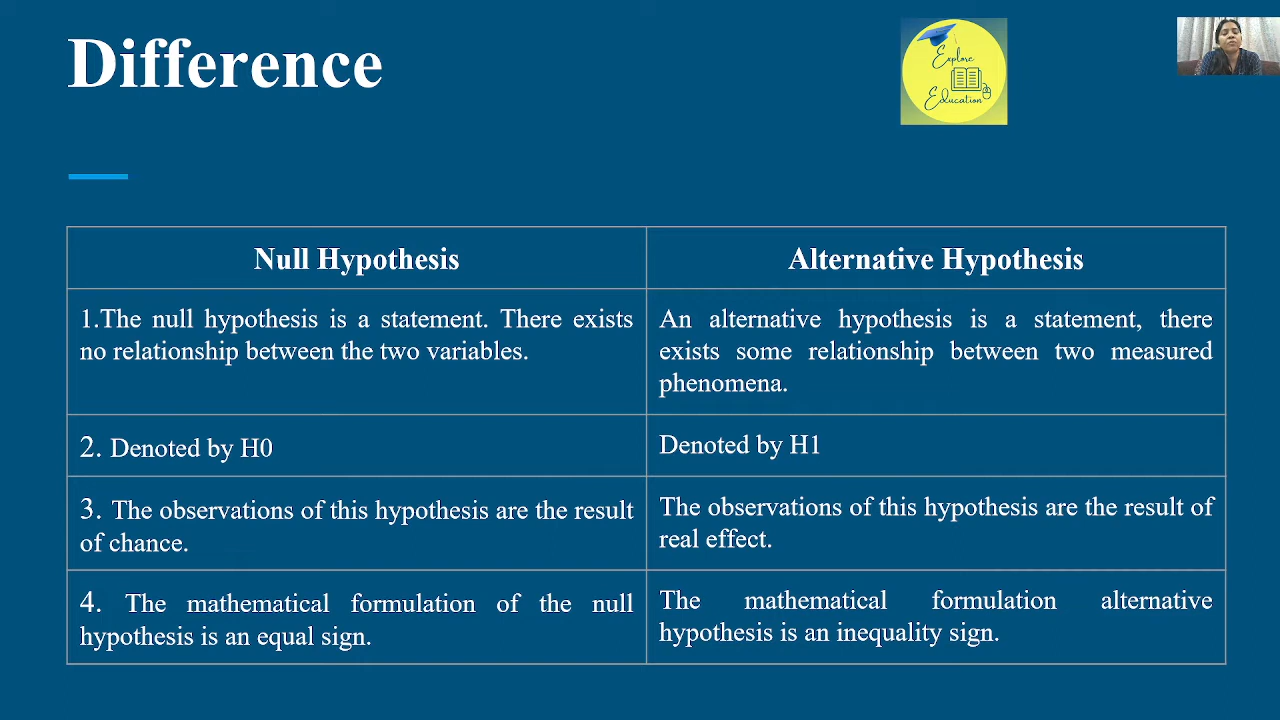 Difference
Explore
Education
Null Hypothesis
Alternative Hypothesis
1.The null hypothesis is a statement. There exists
no relationship between the two variables.
An alternative hypothesis is a statement, there
exists some relationship between two measured
phenomena.
2. Denoted by H0
Denoted by H1
3. The observations of this hypothesis are the result
of chance.
The observations of this hypothesis are the result of
real effect.
4. The mathematical formulation of the null
hypothesis is an equal sign.
The mathematical formulation alternative
hypothesis is an inequality sign.